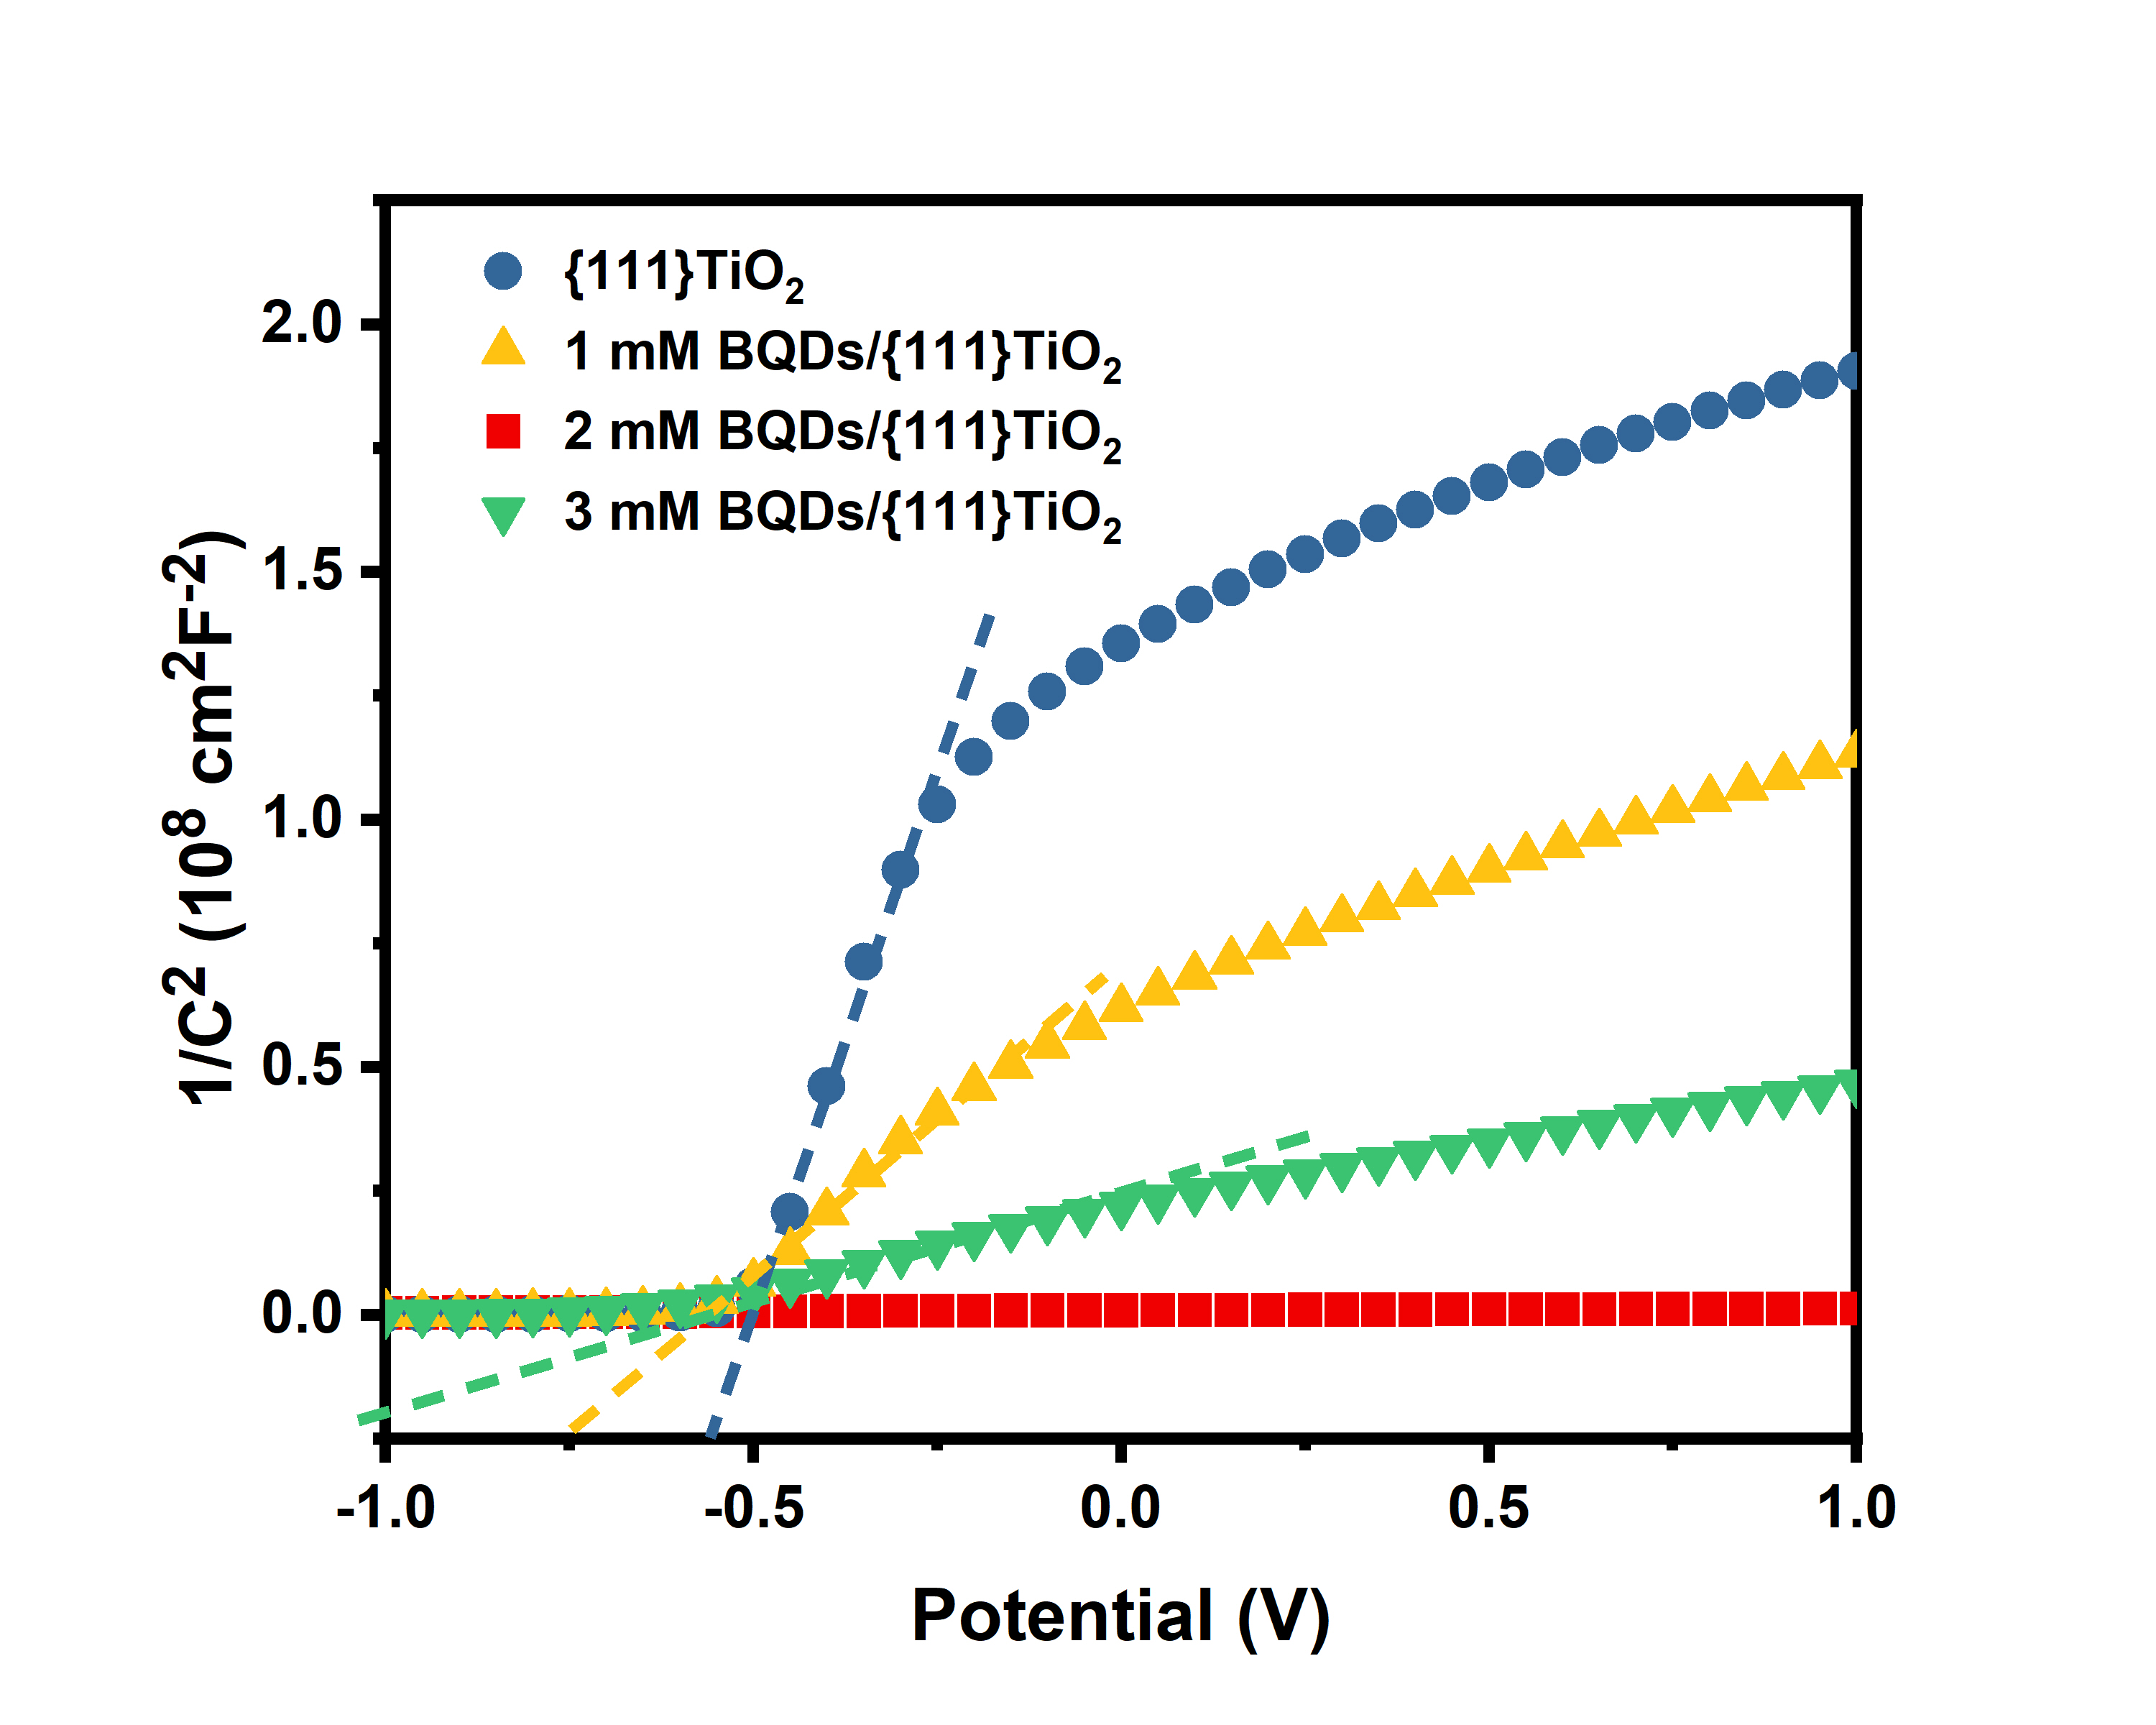 {111}TiO₂
1 mM BQDs/{111}TiO₂
2 mM BQDs/{111}TiO₂
3 mM BQDs/{111}TiO₂
1/C² (10⁸ cm²F⁻²)
2.0
1.5
1.0
0.5
0.0
-1.0 -0.5 0.0 0.5 1.0
Potential (V)